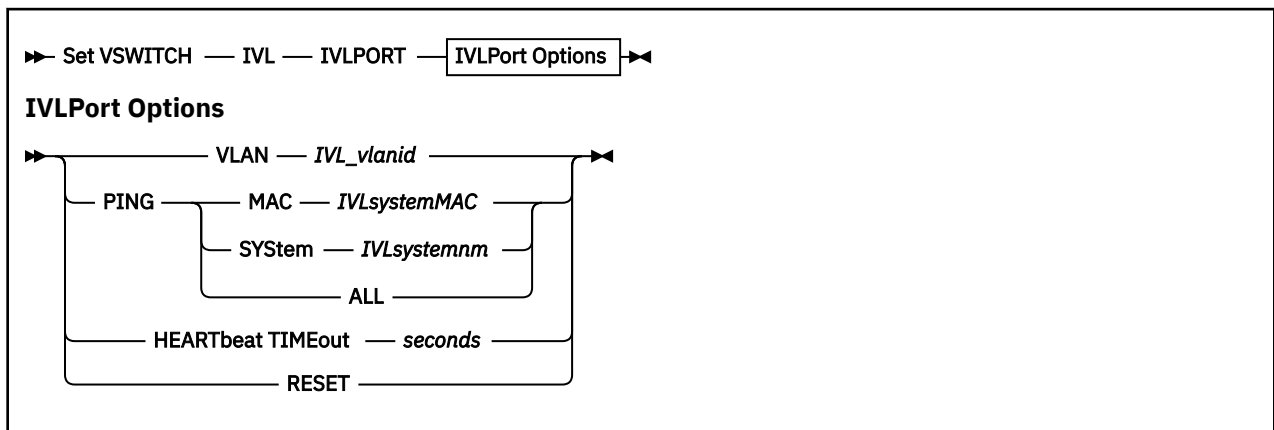 Set VSWITCH IVL IVLPORT IVLPort Options
IVLPort Options
VLAN IVL_vlanid
PING MAC IVLsystemMAC
SYStem IVLsystemnm
ALL
HEARTbeat TIMEout seconds
RESET